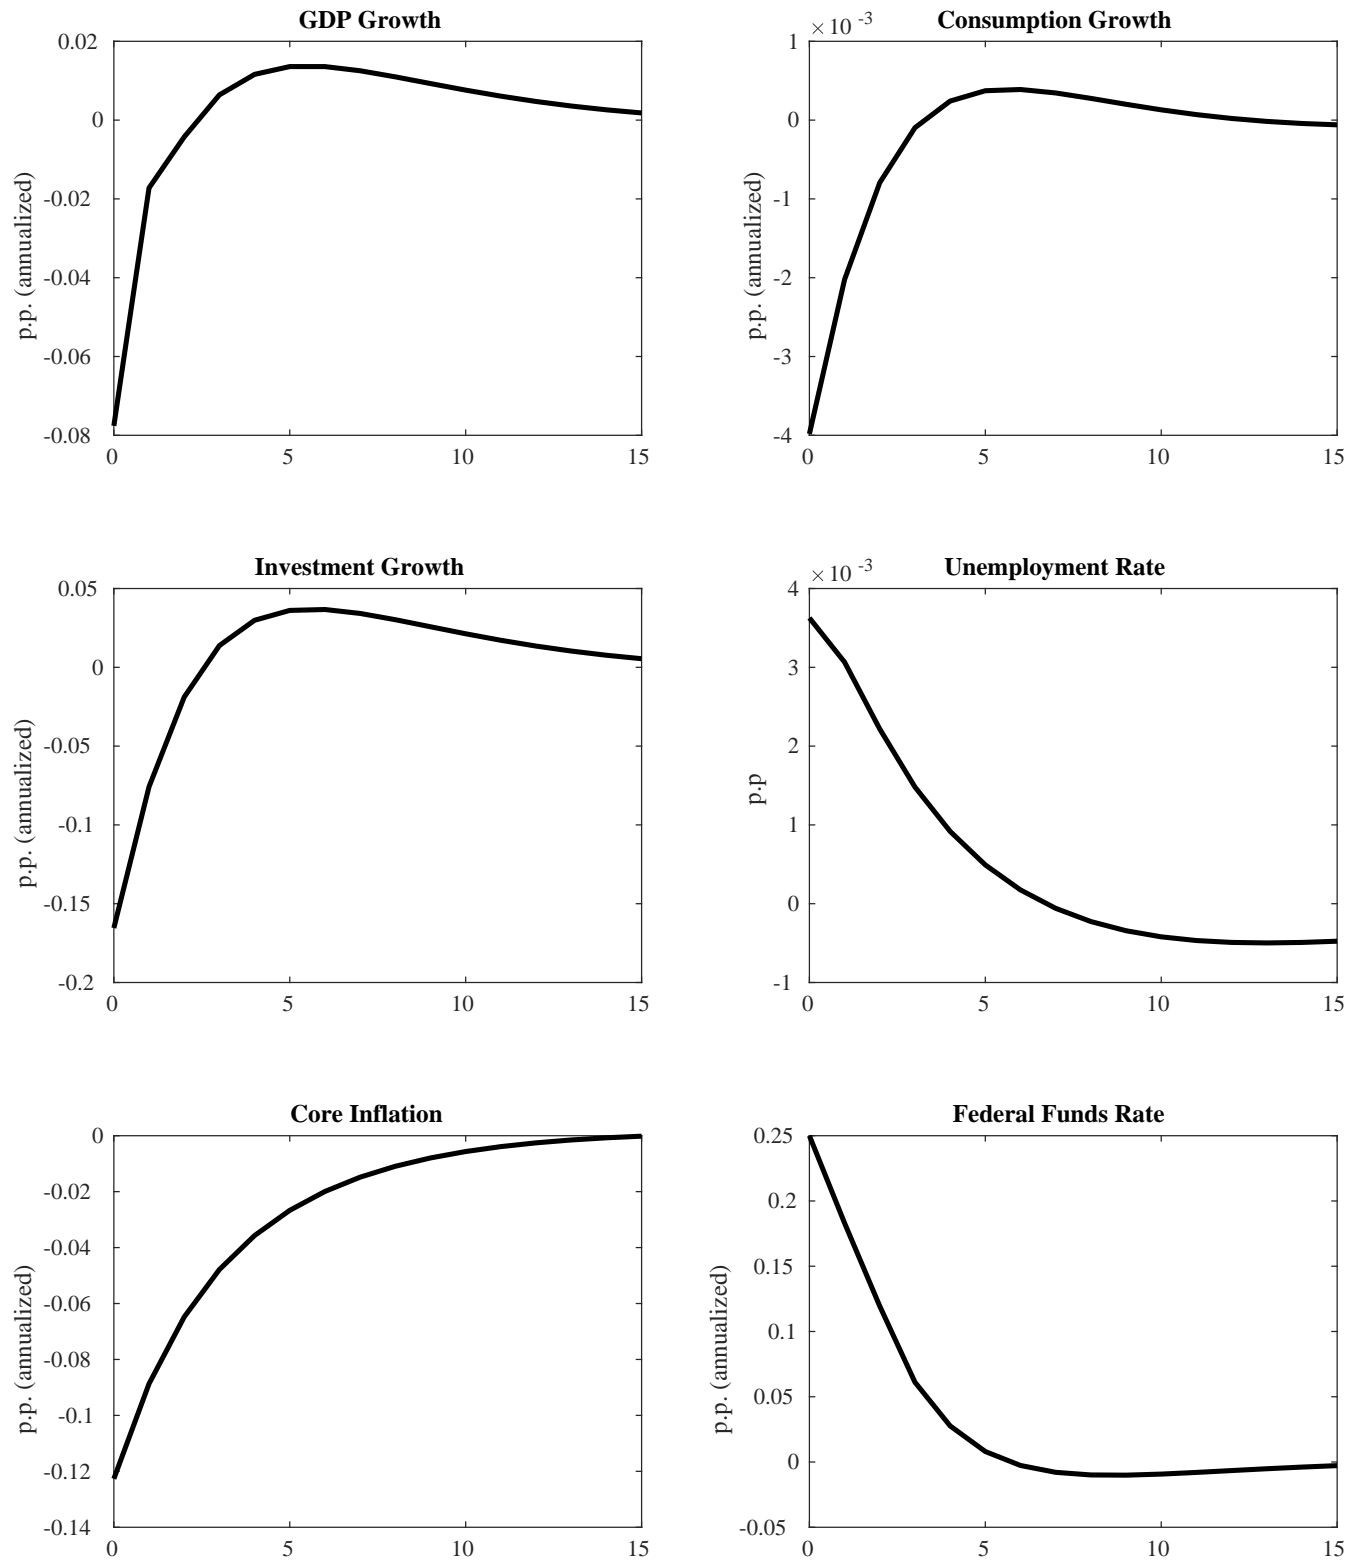 GDP Growth
0.02
0
-0.02
-0.04
-0.06
-0.08
p.p. (annualized)
0 5 10 15
Consumption Growth
×10 -3
1
0
-1
-2
-3
-4
p.p. (annualized)
0 5 10 15
Investment Growth
0.05
0
-0.05
-0.1
-0.15
-0.2
p.p. (annualized)
0 5 10 15
Unemployment Rate
×10 -3
4
3
2
1
0
-1
p.p
0 5 10 15
Core Inflation
0
-0.02
-0.04
-0.06
-0.08
-0.1
-0.12
-0.14
p.p. (annualized)
0 5 10 15
Federal Funds Rate
0.25
0.2
0.15
0.1
0.05
0
-0.05
p.p. (annualized)
0 5 10 15